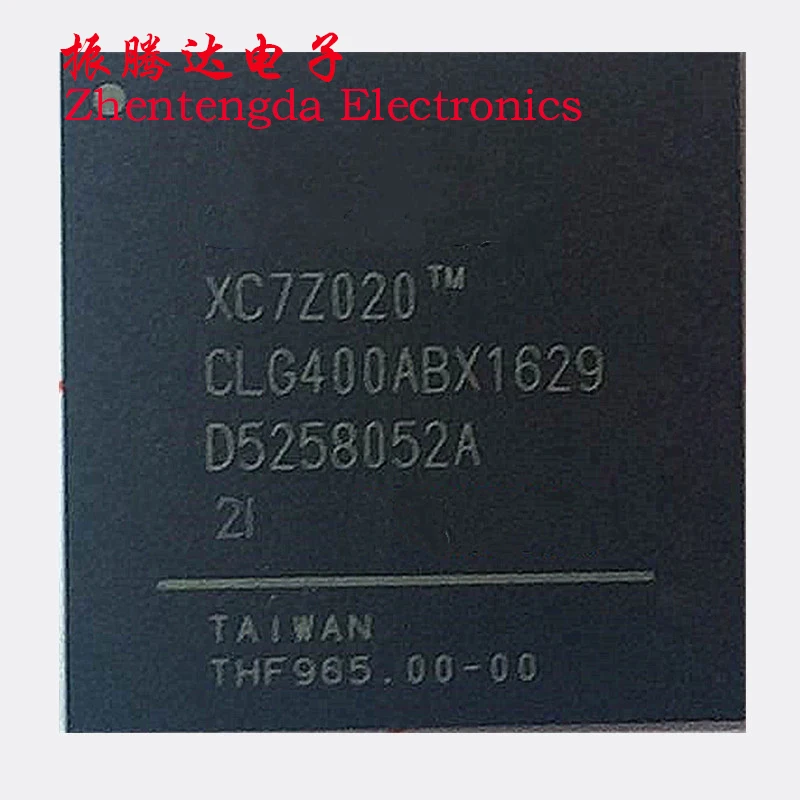 振腾达电子
Zhentengda Electronics
XC7Z020™
CLG400ABX1629
D5258052A
2I
TAIWAN
THF965.00-00